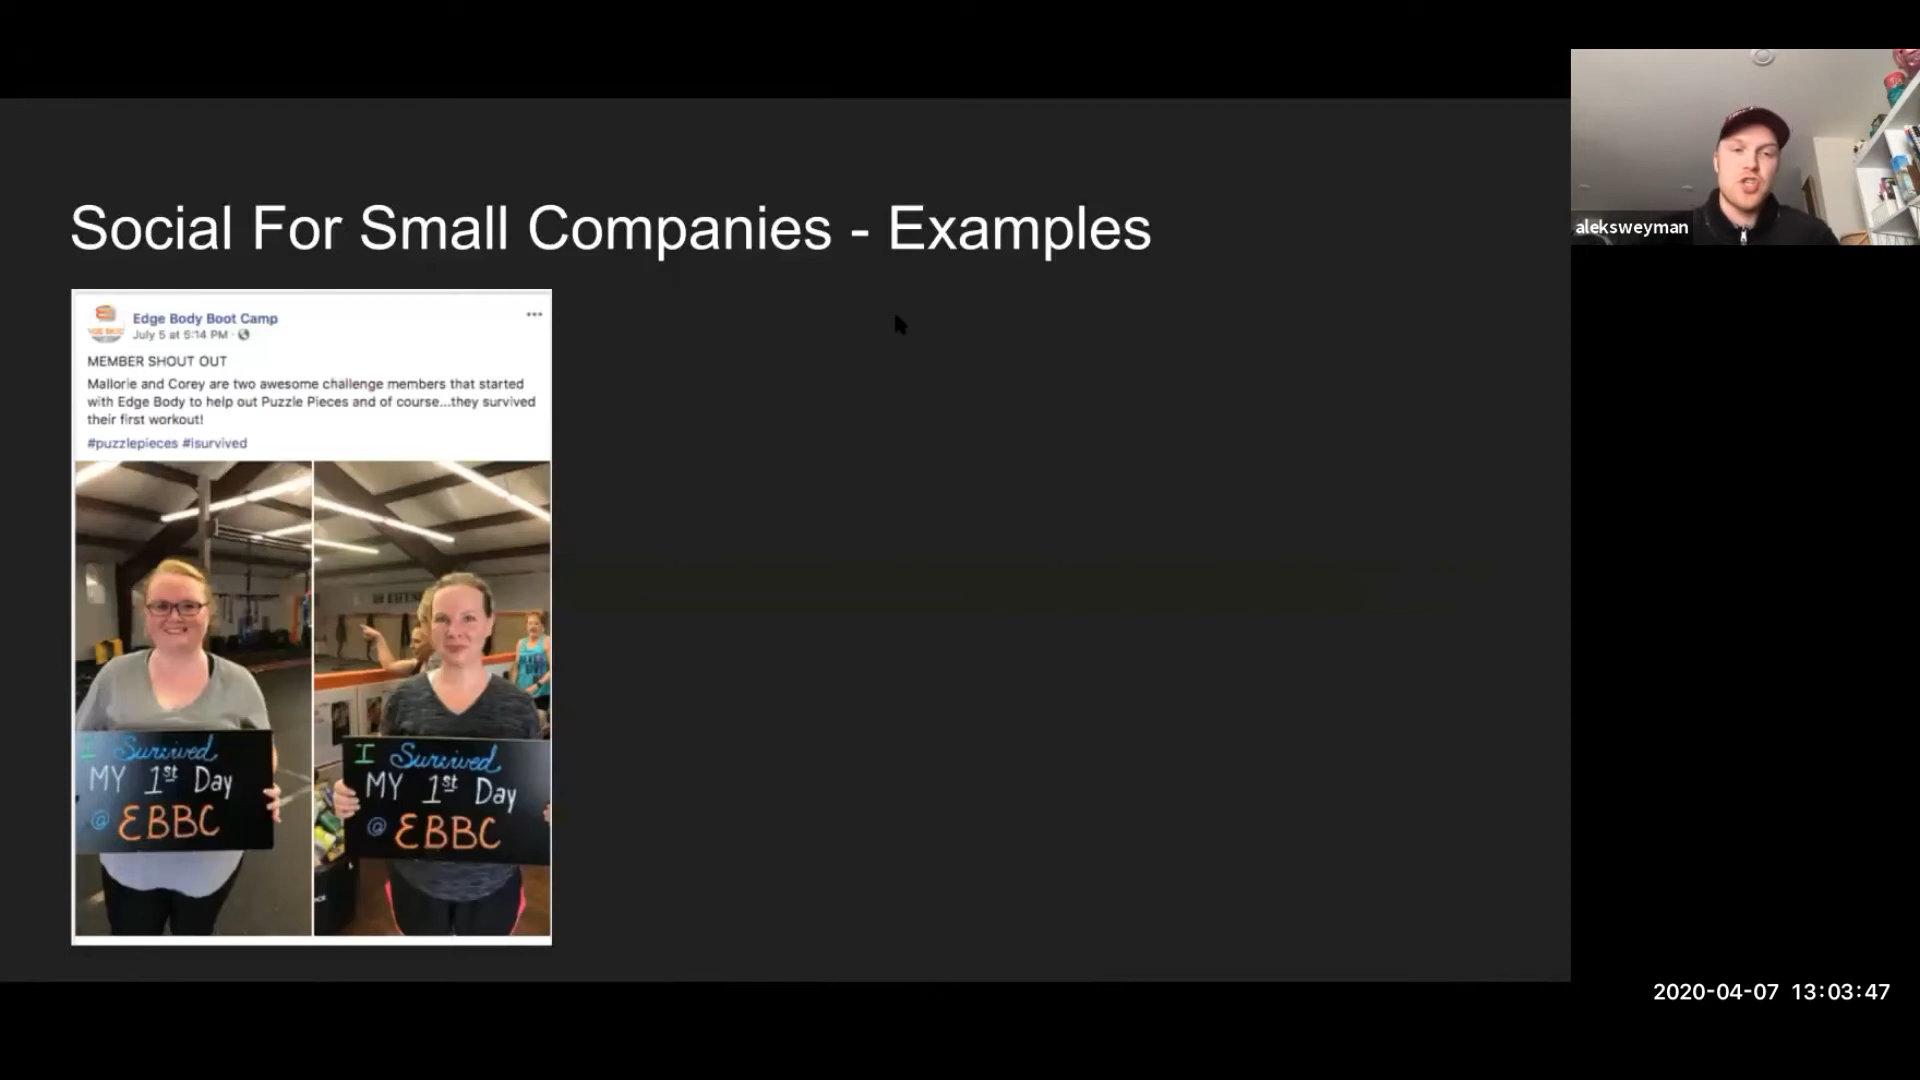 Social For Small Companies - Examples
aleksweyman
Edge Body Boot Camp
July 5 at 5:14 PM ·
MEMBER SHOUT OUT
Mallorie and Corey are two awesome challenge members that started
with Edge Body to help out Puzzle Pieces and of course...they survived
their first workout!
#puzzlepieces #isurvived
I Survived
MY 1st Day
@ EBBC
I Survived
MY 1st Day
@ EBBC
2020-04-07 13:03:47